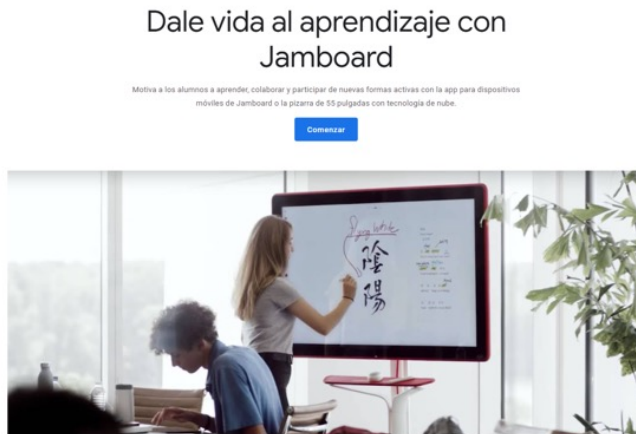 Dale vida al aprendizaje con
Jamboard
Motiva a los alumnos a aprender, colaborar y participar de nuevas formas activas con la app para dispositivos
móviles de Jamboard o la pizarra de 55 pulgadas con tecnología de nube.
Comenzar
陰
陽